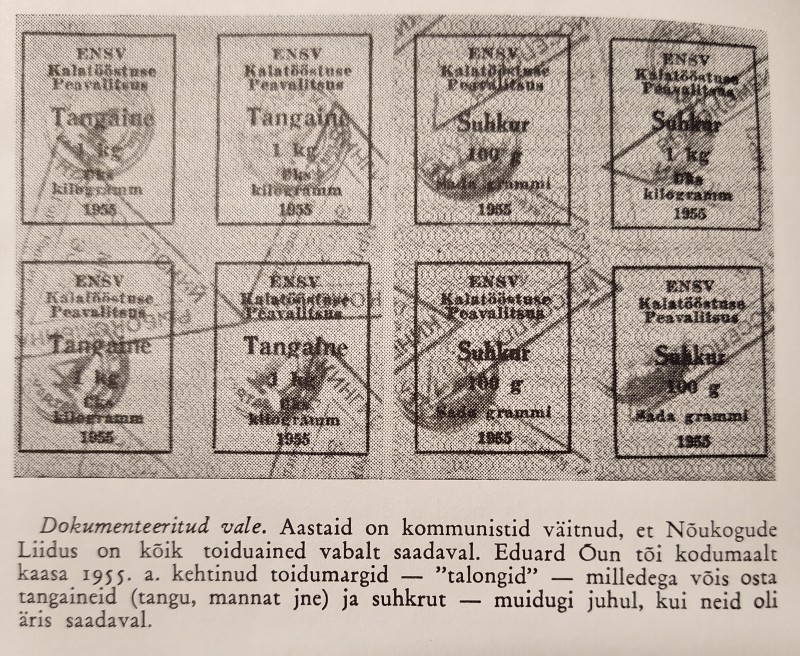 ENSV
Kalatööstuse
Peavalitsus
Tangaine
1 kg
Üks
kilogramm
1955
ENSV
Kalatööstuse
Peavalitsus
Tangaine
1 kg
Üks
kilogramm
1955
ENSV
Kalatööstuse
Peavalitsus
Suhkur
100 g
Sada grammi
1955
ENSV
Kalatööstuse
Peavalitsus
Suhkur
1 kg
Üks
kilogramm
1955
ENSV
Kalatööstuse
Peavalitsus
Tangaine
1 kg
Üks
kilogramm
1955
ENSV
Kalatööstuse
Peavalitsus
Tangaine
1 kg
Üks
kilogramm
1955
ENSV
Kalatööstuse
Peavalitsus
Suhkur
100 g
Sada grammi
1955
ENSV
Kalatööstuse
Peavalitsus
Suhkur
100 g
Sada grammi
1955
Dokumenteeritud vale. Aastaid on kommunistid väitnud, et Nõukogude
Liidus on kõik toiduained vabalt saadaval. Eduard Õun tõi kodumaalt
kaasa 1955. a. kehtinud toidumargid — ”talongid” — milledega võis osta
tangaineid (tangu, mannat jne) ja suhkrut — muidugi juhul, kui neid oli
äris saadaval.